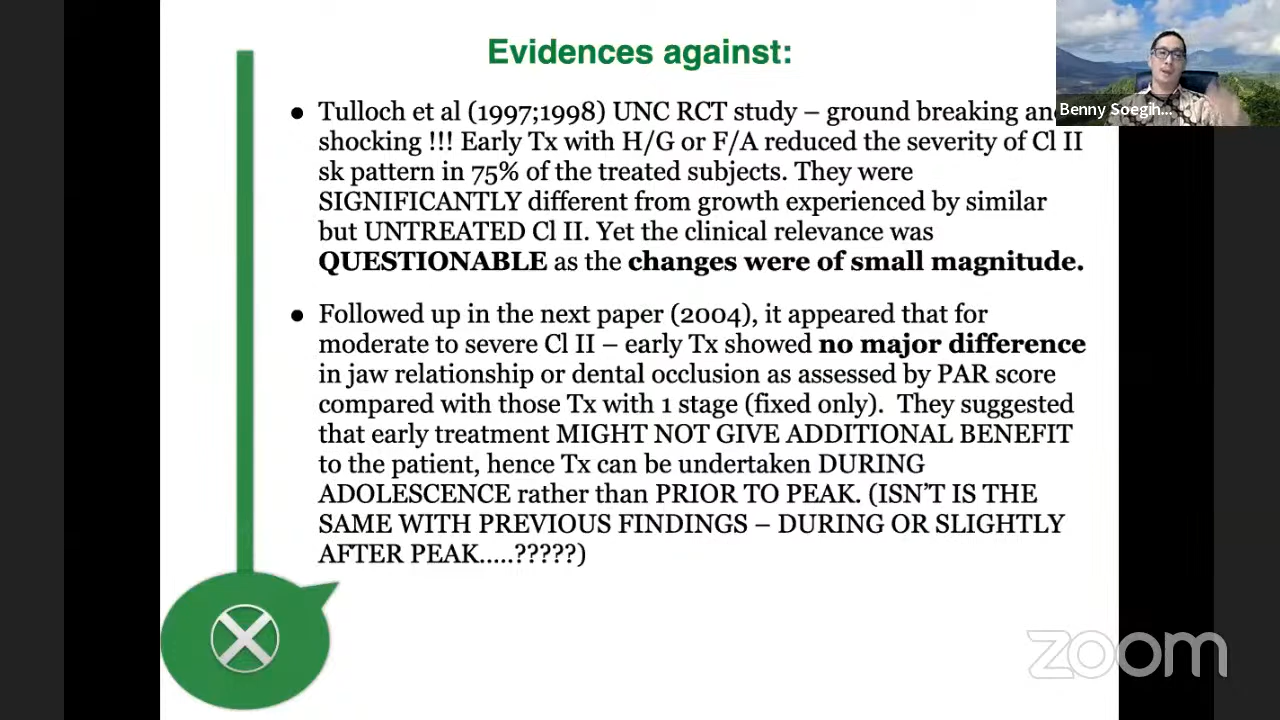 Evidences against:
Benny Soegih...
• Tulloch et al (1997;1998) UNC RCT study – ground breaking and
shocking !!! Early Tx with H/G or F/A reduced the severity of Cl II
sk pattern in 75% of the treated subjects. They were
SIGNIFICANTLY different from growth experienced by similar
but UNTREATED Cl II. Yet the clinical relevance was
QUESTIONABLE as the changes were of small magnitude.
• Followed up in the next paper (2004), it appeared that for
moderate to severe Cl II – early Tx showed no major difference
in jaw relationship or dental occlusion as assessed by PAR score
compared with those Tx with 1 stage (fixed only).  They suggested
that early treatment MIGHT NOT GIVE ADDITIONAL BENEFIT
to the patient, hence Tx can be undertaken DURING
ADOLESCENCE rather than PRIOR TO PEAK. (ISN'T IS THE
SAME WITH PREVIOUS FINDINGS – DURING OR SLIGHTLY
AFTER PEAK.....?????)
zoom